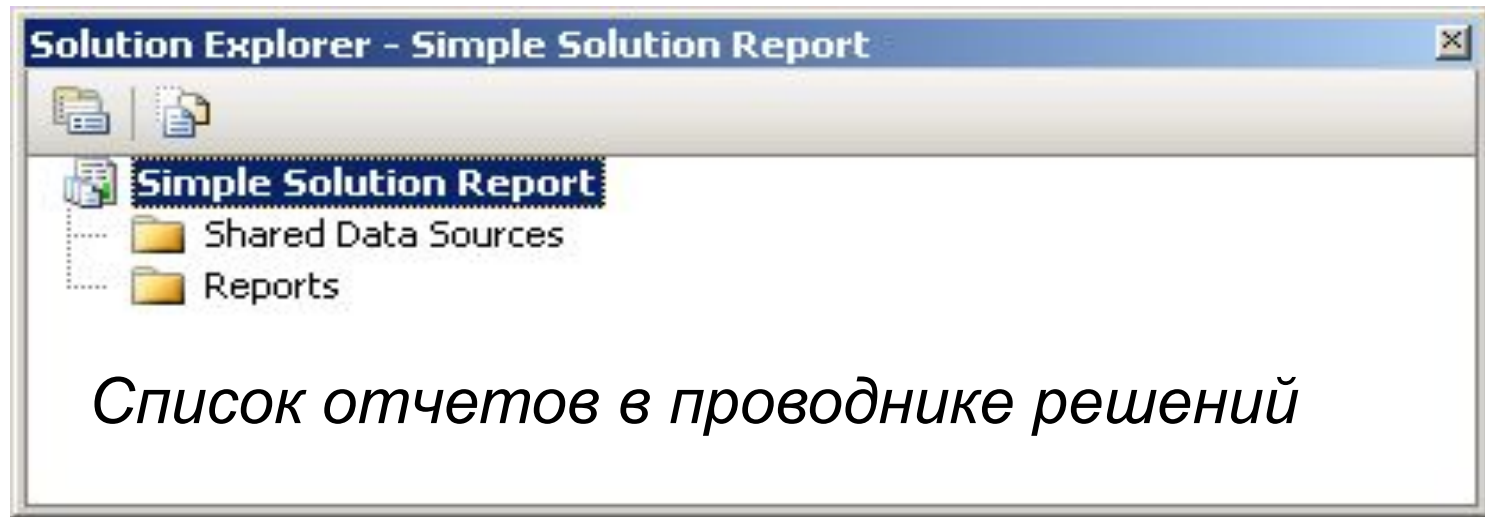 Solution Explorer - Simple Solution Report
Simple Solution Report
Shared Data Sources
Reports
Список отчетов в проводнике решений